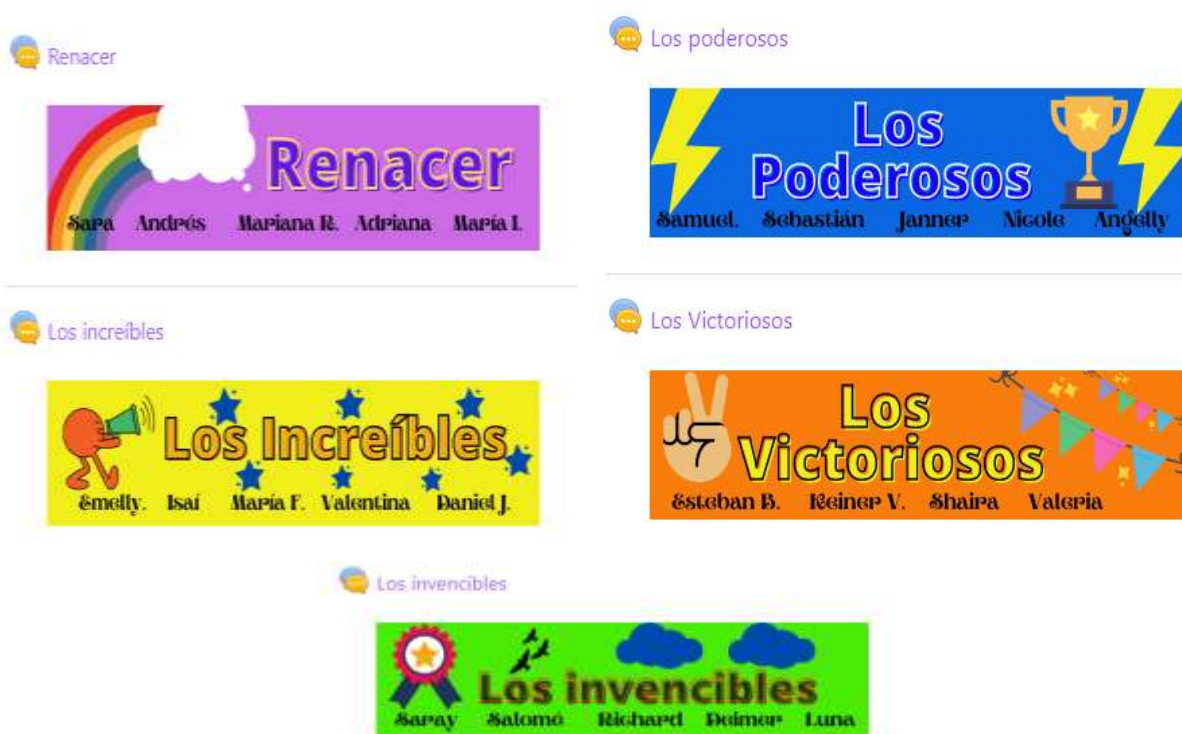 Renacer
Renacer
Sara Andrés Mariana R. Adriana María I.
Los poderosos
Los
Poderosos
Samuel. Sebastián Janner Nicole Angelly
Los increíbles
Los Increíbles
Emelly. Isaí María F. Valentina Daniel J.
Los Victoriosos
Los
Victoriosos
Esteban B. Keiner V. Shaira Valeria
Los invencibles
Los invencibles
Saray Salomé Richard Deimer Luna